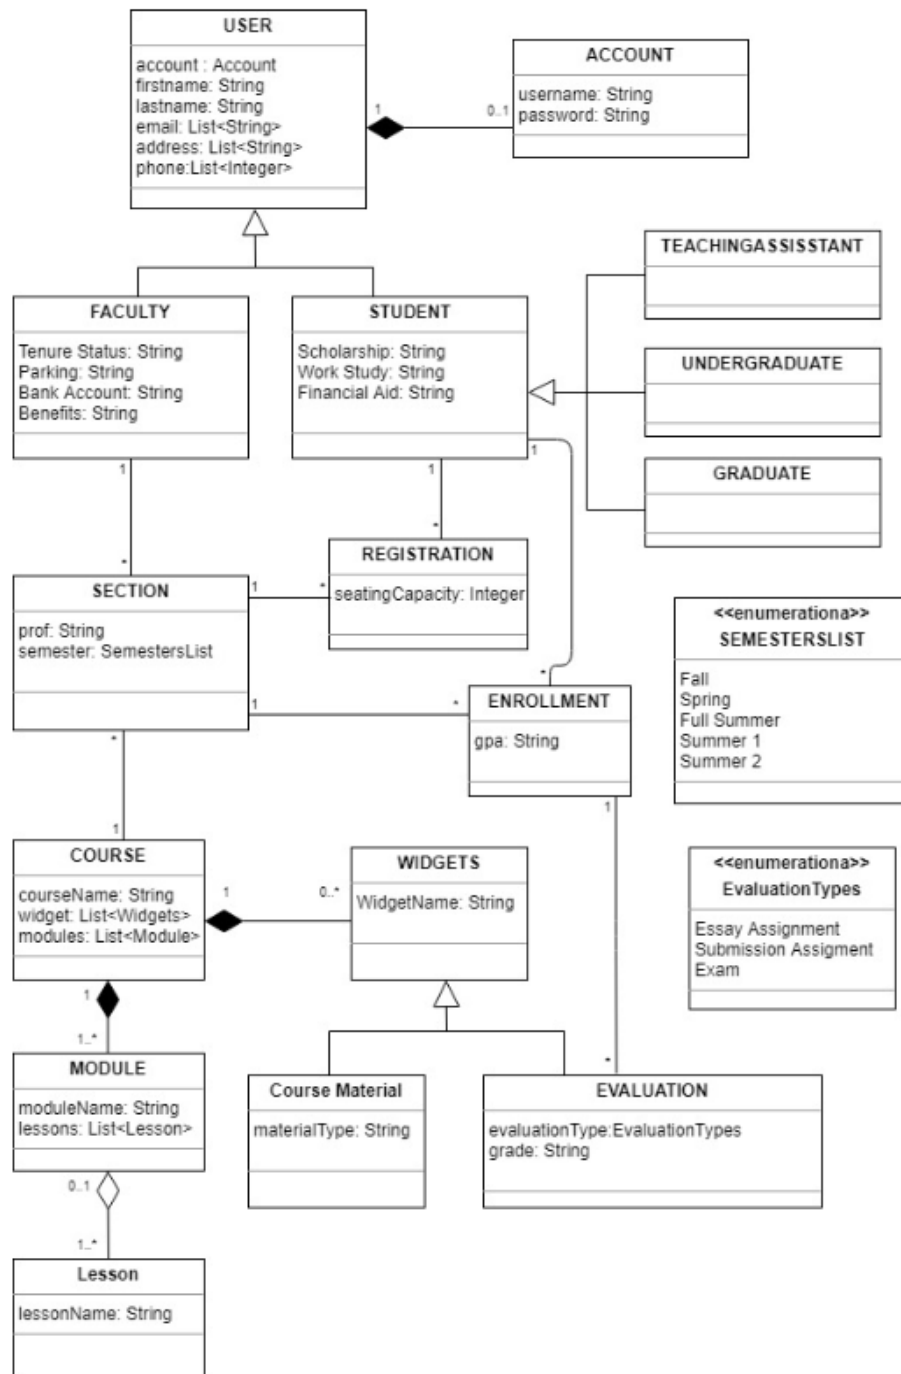 USER
account : Account
firstname: String
lastname: String
email: List<String>
address: List<String>
phone:List<Integer>
1
0..1
ACCOUNT
username: String
password: String
FACULTY
Tenure Status: String
Parking: String
Bank Account: String
Benefits: String
STUDENT
Scholarship: String
Work Study: String
Financial Aid: String
TEACHINGASSISSTANT
UNDERGRADUATE
GRADUATE
1
1
1
*
*
REGISTRATION
seatingCapacity: Integer
SECTION
prof: String
semester: SemestersList
1
*
1
*
*
ENROLLMENT
gpa: String
<<enumerationa>>
SEMESTERSLIST
Fall
Spring
Full Summer
Summer 1
Summer 2
*
1
1
COURSE
courseName: String
widget: List<Widgets>
modules: List<Module>
1
0..*
WIDGETS
WidgetName: String
<<enumerationa>>
EvaluationTypes
Essay Assignment
Submission Assigment
Exam
1
1..*
MODULE
moduleName: String
lessons: List<Lesson>
*
Course Material
materialType: String
EVALUATION
evaluationType:EvaluationTypes
grade: String
0..1
1..*
Lesson
lessonName: String